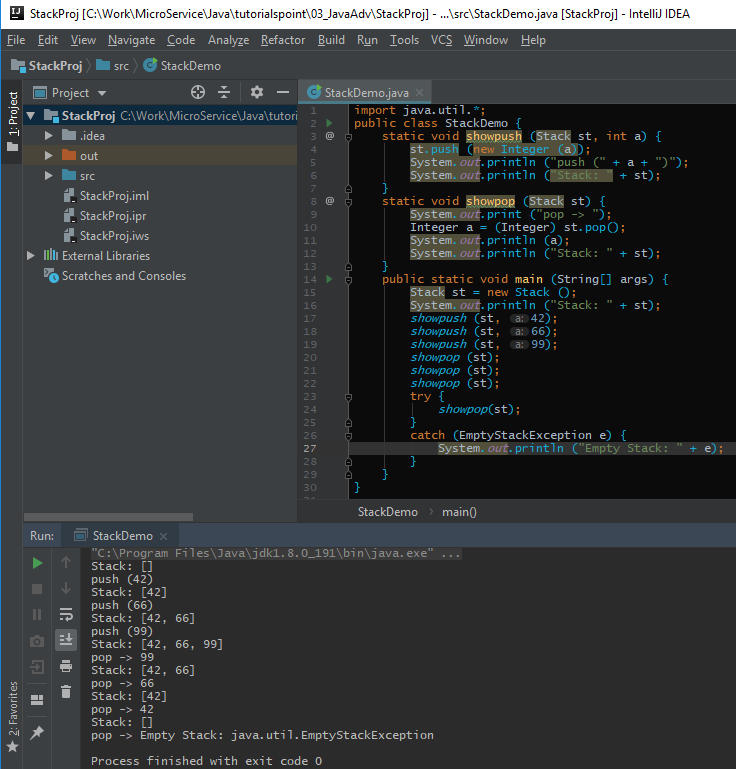 StackProj [C:\Work\MicroService\Java\tutorialspoint\03_JavaAdv\StackProj] - ...\src\StackDemo.java [StackProj] - IntelliJ IDEA
File Edit View Navigate Code Analyze Refactor Build Run Tools VCS Window Help
StackProj src StackDemo
1: Project
Project
StackProj C:\Work\MicroService\Java\tutori
.idea
out
src
StackProj.iml
StackProj.ipr
StackProj.iws
External Libraries
Scratches and Consoles
StackDemo.java
1 import java.util.*;
2 public class StackDemo {
3 @ static void showpush (Stack st, int a) {
4 st.push (new Integer (a));
5 System.out.println ("push (" + a + ")");
6 System.out.println ("Stack: " + st);
7 }
8 @ static void showpop (Stack st) {
9 System.out.print ("pop -> ");
10 Integer a = (Integer) st.pop();
11 System.out.println (a);
12 System.out.println ("Stack: " + st);
13 }
14 public static void main (String[] args) {
15 Stack st = new Stack ();
16 System.out.println ("Stack: " + st);
17 showpush (st, a: 42);
18 showpush (st, a: 66);
19 showpush (st, a: 99);
20 showpop (st);
21 showpop (st);
22 showpop (st);
23 try {
24 showpop(st);
25 }
26 catch (EmptyStackException e) {
27 System.out.println ("Empty Stack: " + e);
28 }
29 }
30 }
StackDemo main()
Run: StackDemo
"C:\Program Files\Java\jdk1.8.0_191\bin\java.exe" ...
Stack: []
push (42)
Stack: [42]
push (66)
Stack: [42, 66]
push (99)
Stack: [42, 66, 99]
pop -> 99
Stack: [42, 66]
pop -> 66
Stack: [42]
pop -> 42
Stack: []
pop -> Empty Stack: java.util.EmptyStackException
Process finished with exit code 0
2: Favorites